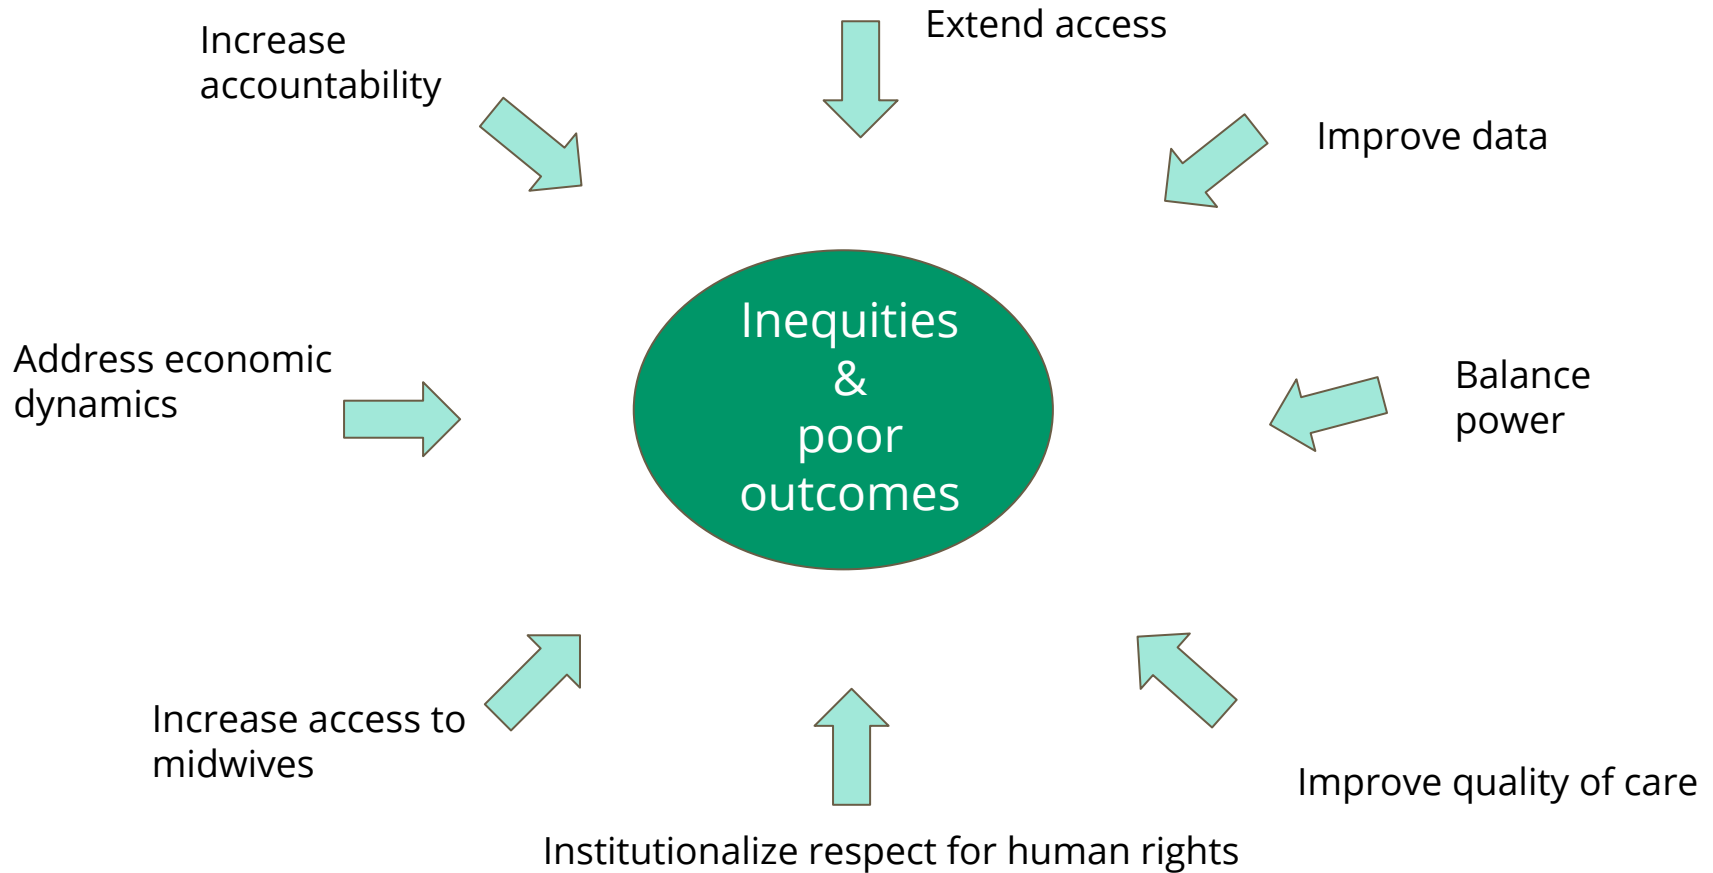 Extend access
Increase
accountability
Improve data
Inequities
&
poor
outcomes
Address economic
dynamics
Balance
power
Increase access to
midwives
Improve quality of care
Institutionalize respect for human rights